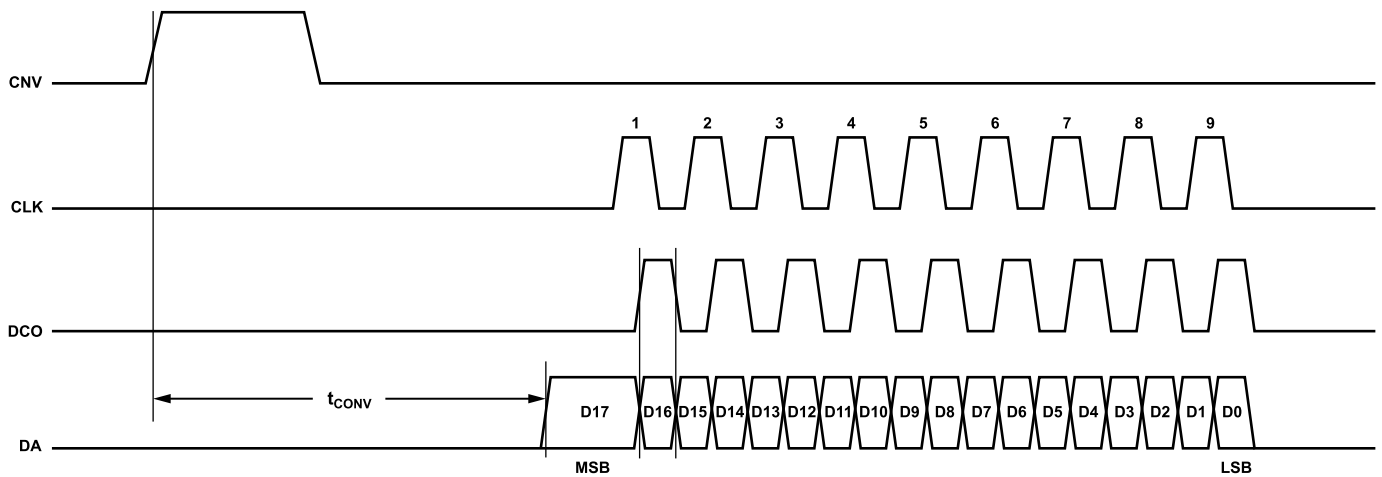 CNV
1 2 3 4 5 6 7 8 9
CLK
DCO
tCONV
D17 D16 D15 D14 D13 D12 D11 D10 D9 D8 D7 D6 D5 D4 D3 D2 D1 D0
DA
MSB LSB